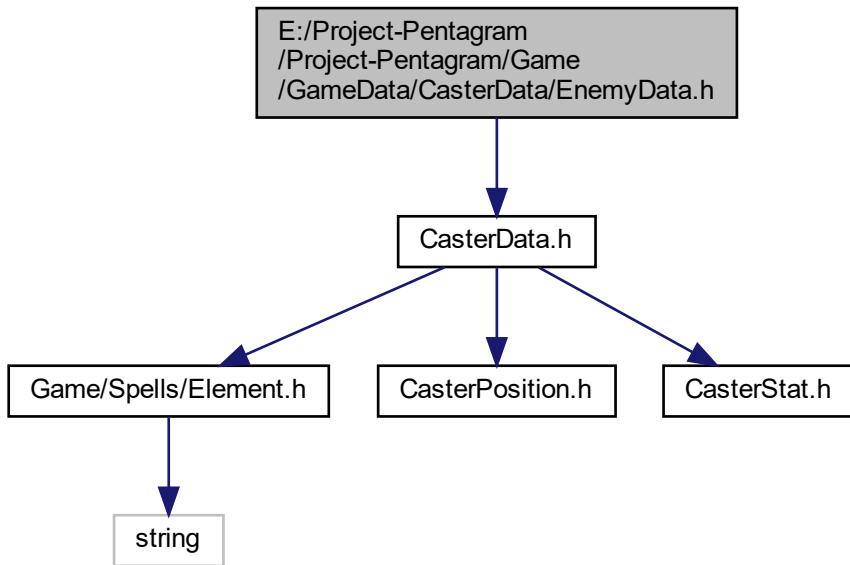 E:/Project-Pentagram
/Project-Pentagram/Game
/GameData/CasterData/EnemyData.h
CasterData.h
Game/Spells/Element.h
CasterPosition.h
CasterStat.h
string